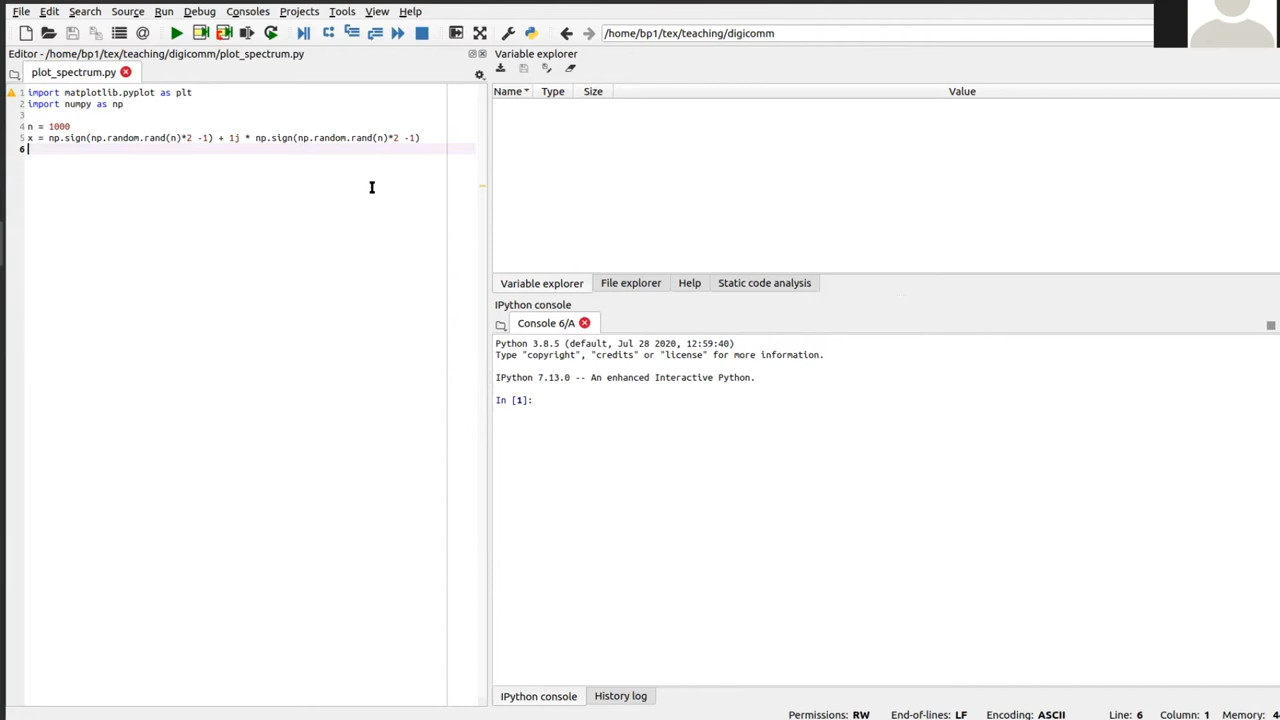 File Edit Search Source Run Debug Consoles Projects Tools View Help
/home/bp1/tex/teaching/digicomm
Editor - /home/bp1/tex/teaching/digicomm/plot_spectrum.py
plot_spectrum.py
1 import matplotlib.pyplot as plt
2 import numpy as np
3
4 n = 1000
5 x = np.sign(np.random.rand(n)*2 -1) + 1j * np.sign(np.random.rand(n)*2 -1)
6
Variable explorer
Name Type Size Value
Variable explorer File explorer Help Static code analysis
IPython console
Console 6/A
Python 3.8.5 (default, Jul 28 2020, 12:59:40)
Type "copyright", "credits" or "license" for more information.
IPython 7.13.0 -- An enhanced Interactive Python.
In [1]:
IPython console History log
Permissions: RW End-of-lines: LF Encoding: ASCII Line: 6 Column: 1 Memory: